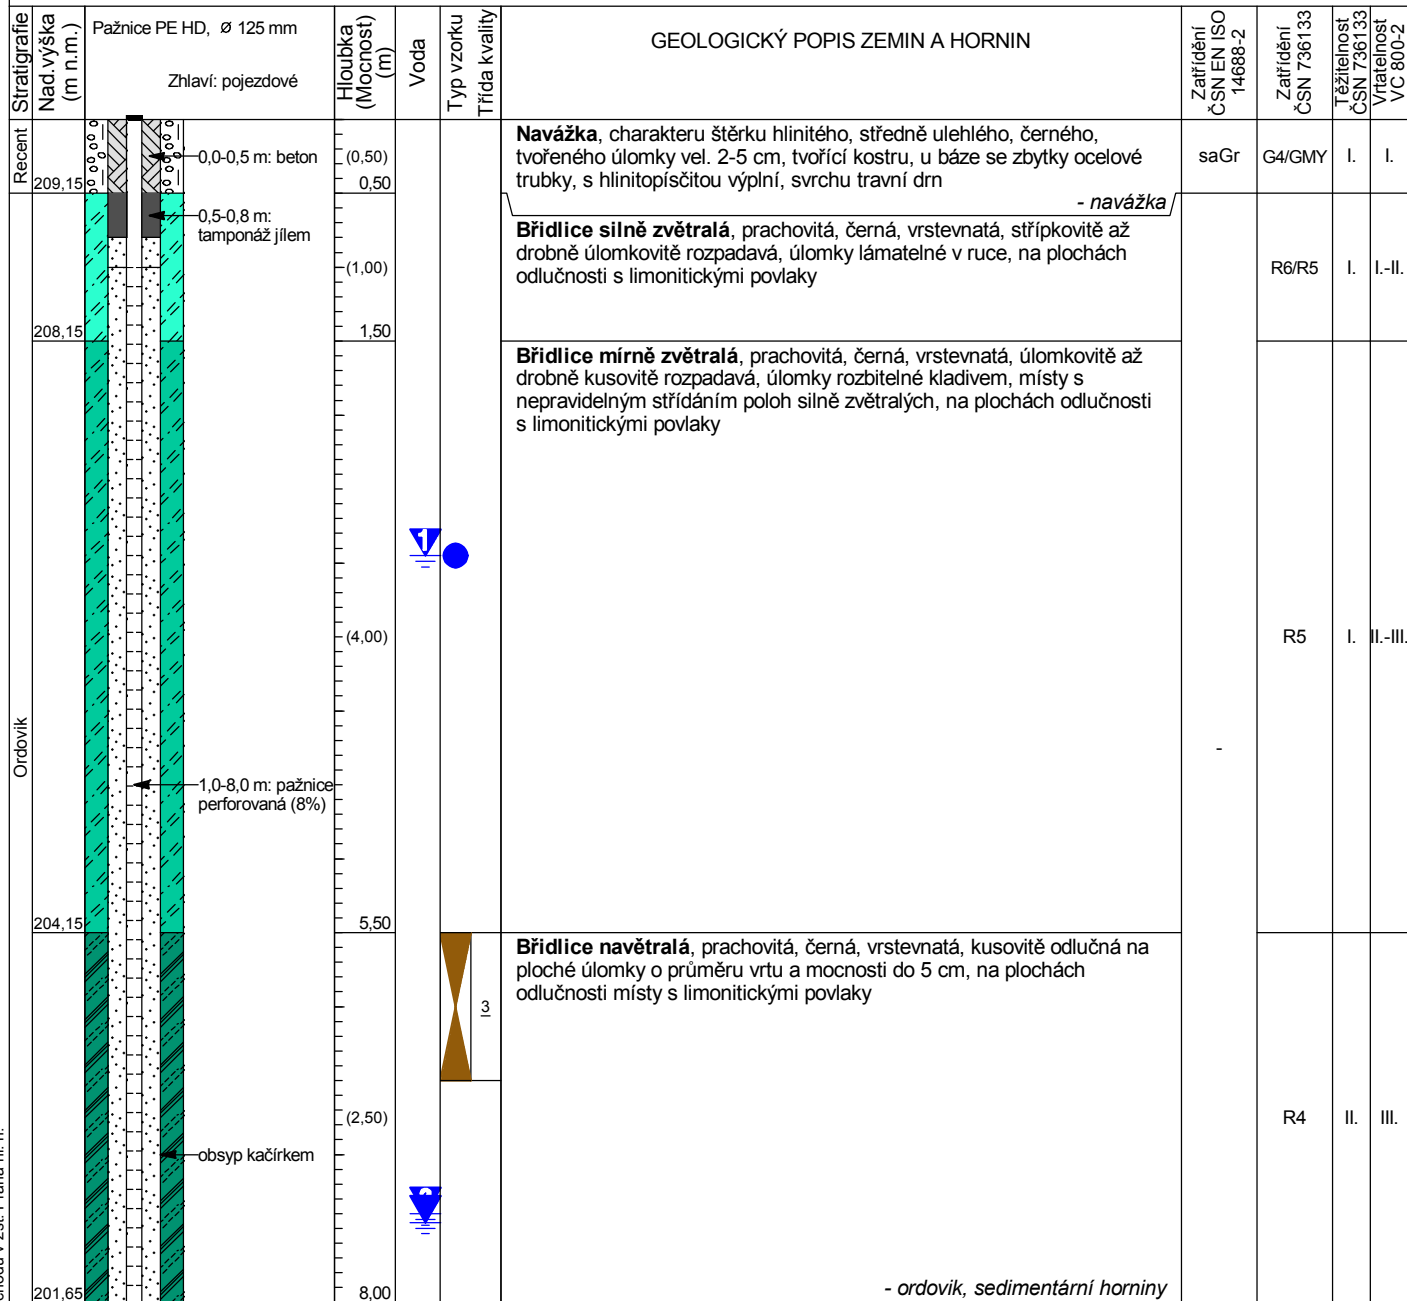 Stratigrafie
Nad.výška
(m n.m.)
Pažnice PE HD, ø 125 mm
Zhlaví: pojezdové
Hloubka
(Mocnost)
(m)
Voda
Typ vzorku
Třída kvality
GEOLOGICKÝ POPIS ZEMIN A HORNIN
Zatřídění
ČSN EN ISO
14688-2
Zatřídění
ČSN 736133
Těžitelnost
ČSN 736133
Vrtatelnost
VC 800-2
Recent
209,15
0,0-0,5 m: beton
(0,50)
0,50
Navážka, charakteru štěrku hlinitého, středně ulehlého, černého,
tvořeného úlomky vel. 2-5 cm, tvořící kostru, u báze se zbytky ocelové
trubky, s hlinitopísčitou výplní, svrchu travní drn
- navážka
saGr
G4/GMY
I.
I.
0,5-0,8 m:
tamponáž jílem
(1,00)
208,15
1,50
Břidlice silně zvětralá, prachovitá, černá, vrstevnatá, střípkovitě až
drobně úlomkovitě rozpadavá, úlomky lámatelné v ruce, na plochách
odlučnosti s limonitickými povlaky
R6/R5
I.
I.-II.
Břidlice mírně zvětralá, prachovitá, černá, vrstevnatá, úlomkovitě až
drobně kusovitě rozpadavá, úlomky rozbitelné kladivem, místy s
nepravidelným střídáním poloh silně zvětralých, na plochách odlučnosti
s limonitickými povlaky
1
(4,00)
R5
I.
II.-III.
Ordovik
-
1,0-8,0 m: pažnice
perforovaná (8%)
204,15
5,50
Břidlice navětralá, prachovitá, černá, vrstevnatá, kusovitě odlučná na
ploché úlomky o průměru vrtu a mocnosti do 5 cm, na plochách
odlučnosti místy s limonitickými povlaky
3
(2,50)
R4
II.
III.
obsyp kačírkem
201,65
8,00
- ordovik, sedimentární horniny